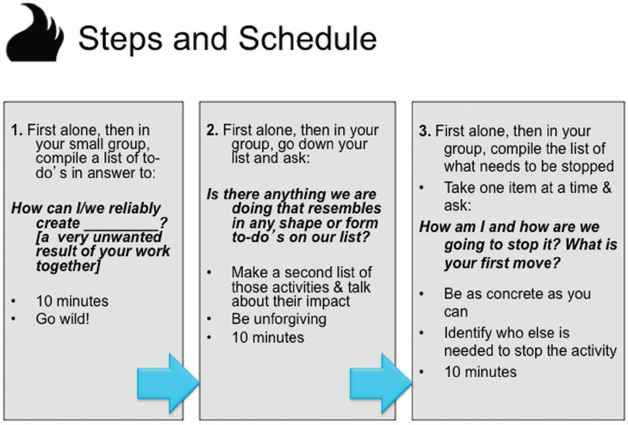 Steps and Schedule
1. First alone, then in
your small group,
compile a list of to-
do's in answer to:
How can I/we reliably
create _________?
[a very unwanted
result of your work
together]
• 10 minutes
• Go wild!
2. First alone, then in your
group, go down your
list and ask:
Is there anything we are
doing that resembles
in any shape or form
to-do's on our list?
• Make a second list of
those activities & talk
about their impact
• Be unforgiving
• 10 minutes
3. First alone, then in your
group, compile the list of
what needs to be stopped
• Take one item at a time &
ask:
How am I and how are we
going to stop it? What is
your first move?
• Be as concrete as you
can
• Identify who else is
needed to stop the activity
• 10 minutes